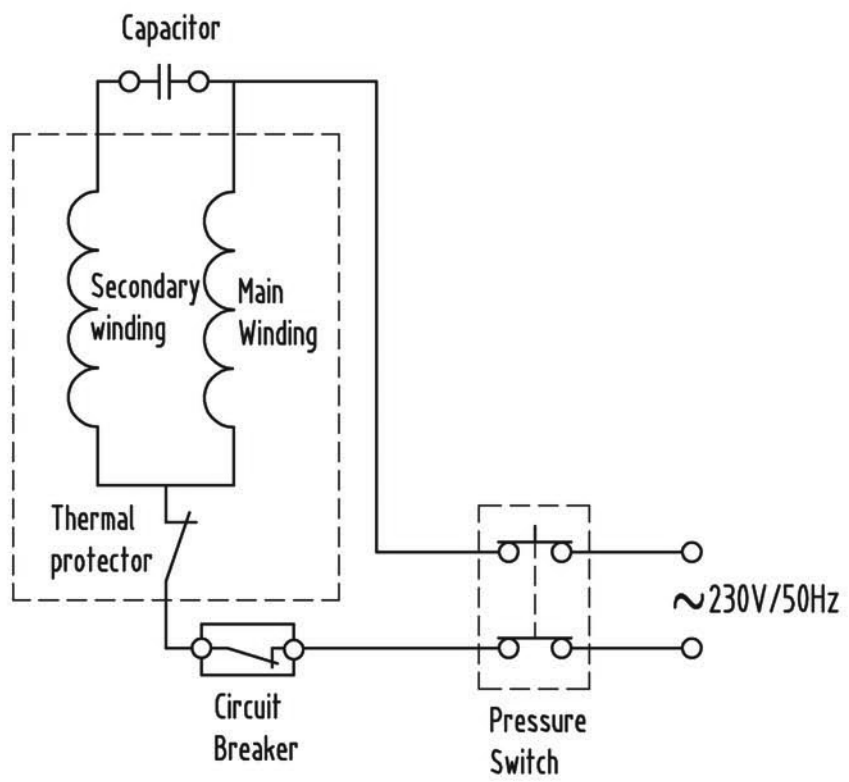 Capacitor
Secondary
winding
Main
Winding
Thermal
protector
~230V/50Hz
Circuit
Breaker
Pressure
Switch